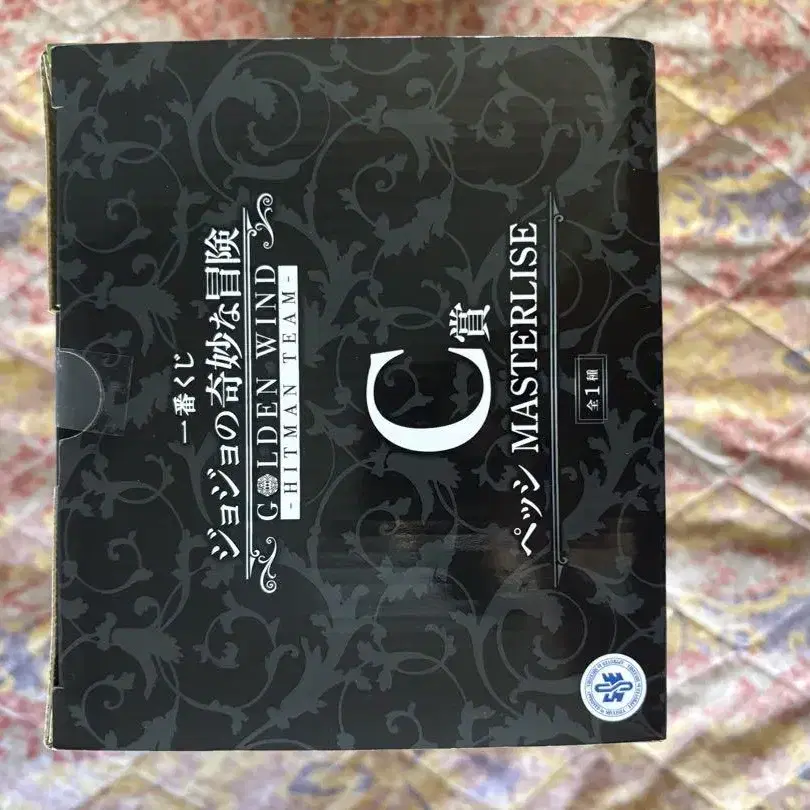 一番くじ
ジョジョの奇妙な冒険
GOLDEN WIND
-HITMAN TEAM-
C賞
ペッシ MASTERLISE
全1種